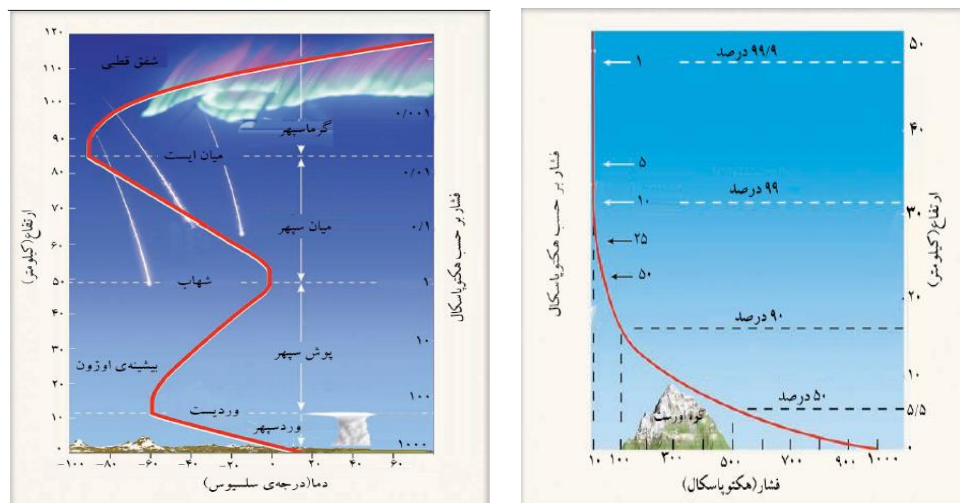 ۱۲۰
۱۱۰
۱۰۰
۹۰
۸۰
۷۰
۶۰
۵۰
۴۰
۳۰
۲۰
۱۰
۰
ارتفاع(کیلومتر)
شفق قطبی
گرماسپهر
میان ایست
میان سپهر
شهاب
پوش سپهر
بیشینه‌ی اوزون
وردیست
وردسپهر
۰/۰۰۱
۰/۰۱
۰/۱
۱
۱۰
۱۰۰
۱۰۰۰
فشار بر حسب هکتوپاسکال
−۱۰۰ −۸۰ −۶۰ −۲۰ ۰ ۲۰ ۴۰ ۶۰
دما(درجه‌ی سلسیوس)
فشار بر حسب هکتوپاسکال
۹۹/۹ درصد
۱
۵
۹۹ درصد
۱۰
۲۵
۵۰
۹۰ درصد
۵۰ درصد
کوه اورست
۵۰
۴۰
۳۰
۲۰
۱۰
۵/۵
۰
ارتفاع (کیلومتر)
۱۰ ۱۰۰ ۳۰۰ ۵۰۰ ۷۰۰ ۹۰۰ ۱۰۰۰
فشار(هکتوپاسکال)